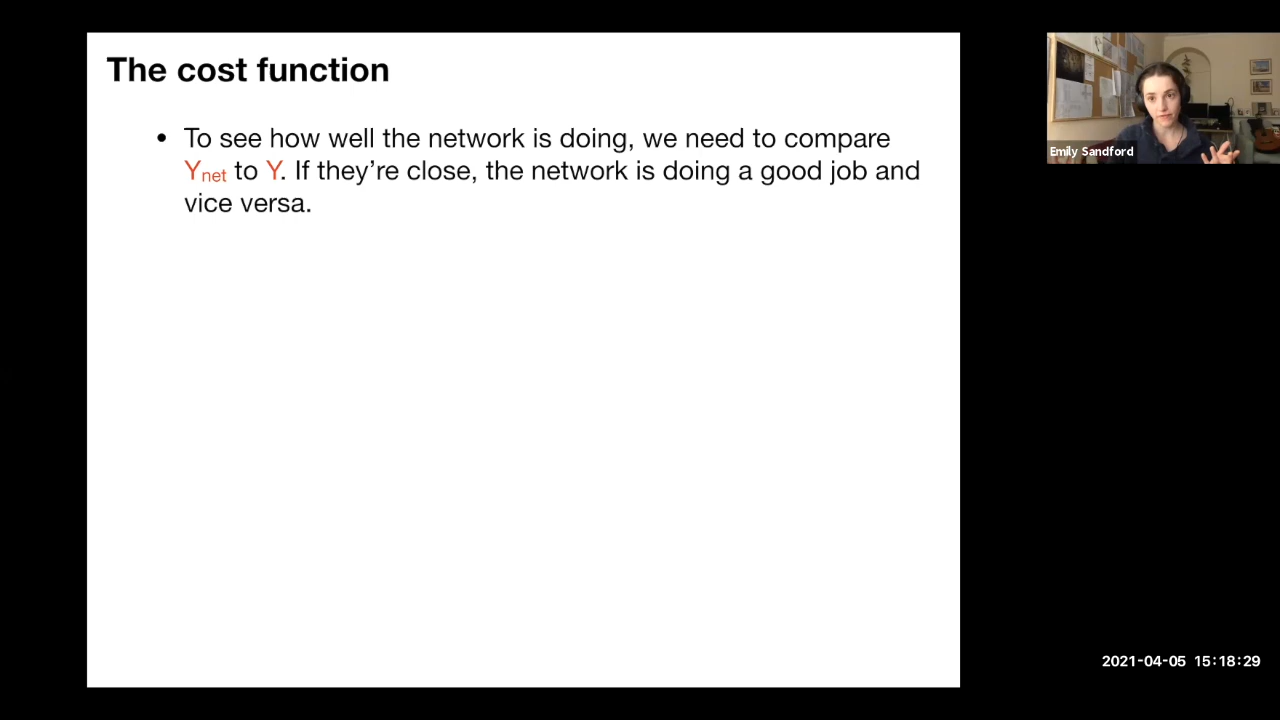 The cost function
• To see how well the network is doing, we need to compare
Ynet to Y. If they’re close, the network is doing a good job and
vice versa.
Emily Sandford
2021-04-05 15:18:29